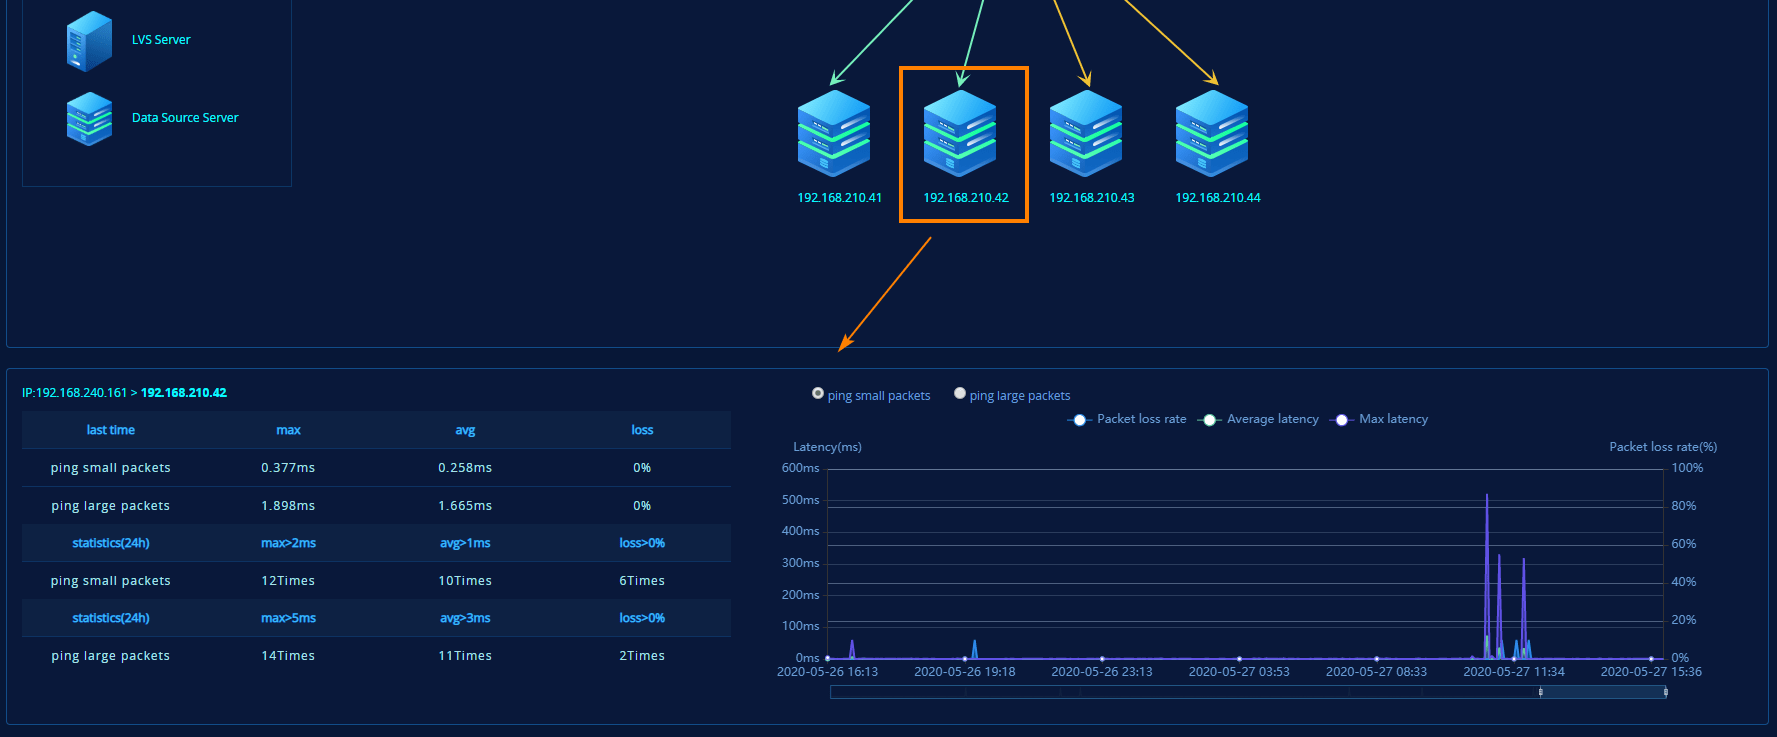 LVS Server
Data Source Server
192.168.210.41 192.168.210.42 192.168.210.43 192.168.210.44
IP:192.168.240.161 > 192.168.210.42
last time max avg loss
ping small packets 0.377ms 0.258ms 0%
ping large packets 1.898ms 1.665ms 0%
statistics(24h) max>2ms avg>1ms loss>0%
ping small packets 12Times 10Times 6Times
statistics(24h) max>5ms avg>3ms loss>0%
ping large packets 14Times 11Times 2Times
ping small packets ping large packets
Packet loss rate Average latency Max latency
Latency(ms) Packet loss rate(%)
600ms 100%
500ms 80%
400ms 60%
300ms 40%
200ms 20%
100ms
0ms 0%
2020-05-26 16:13 2020-05-26 19:18 2020-05-26 23:13 2020-05-27 03:53 2020-05-27 08:33 2020-05-27 11:34 2020-05-27 15:36